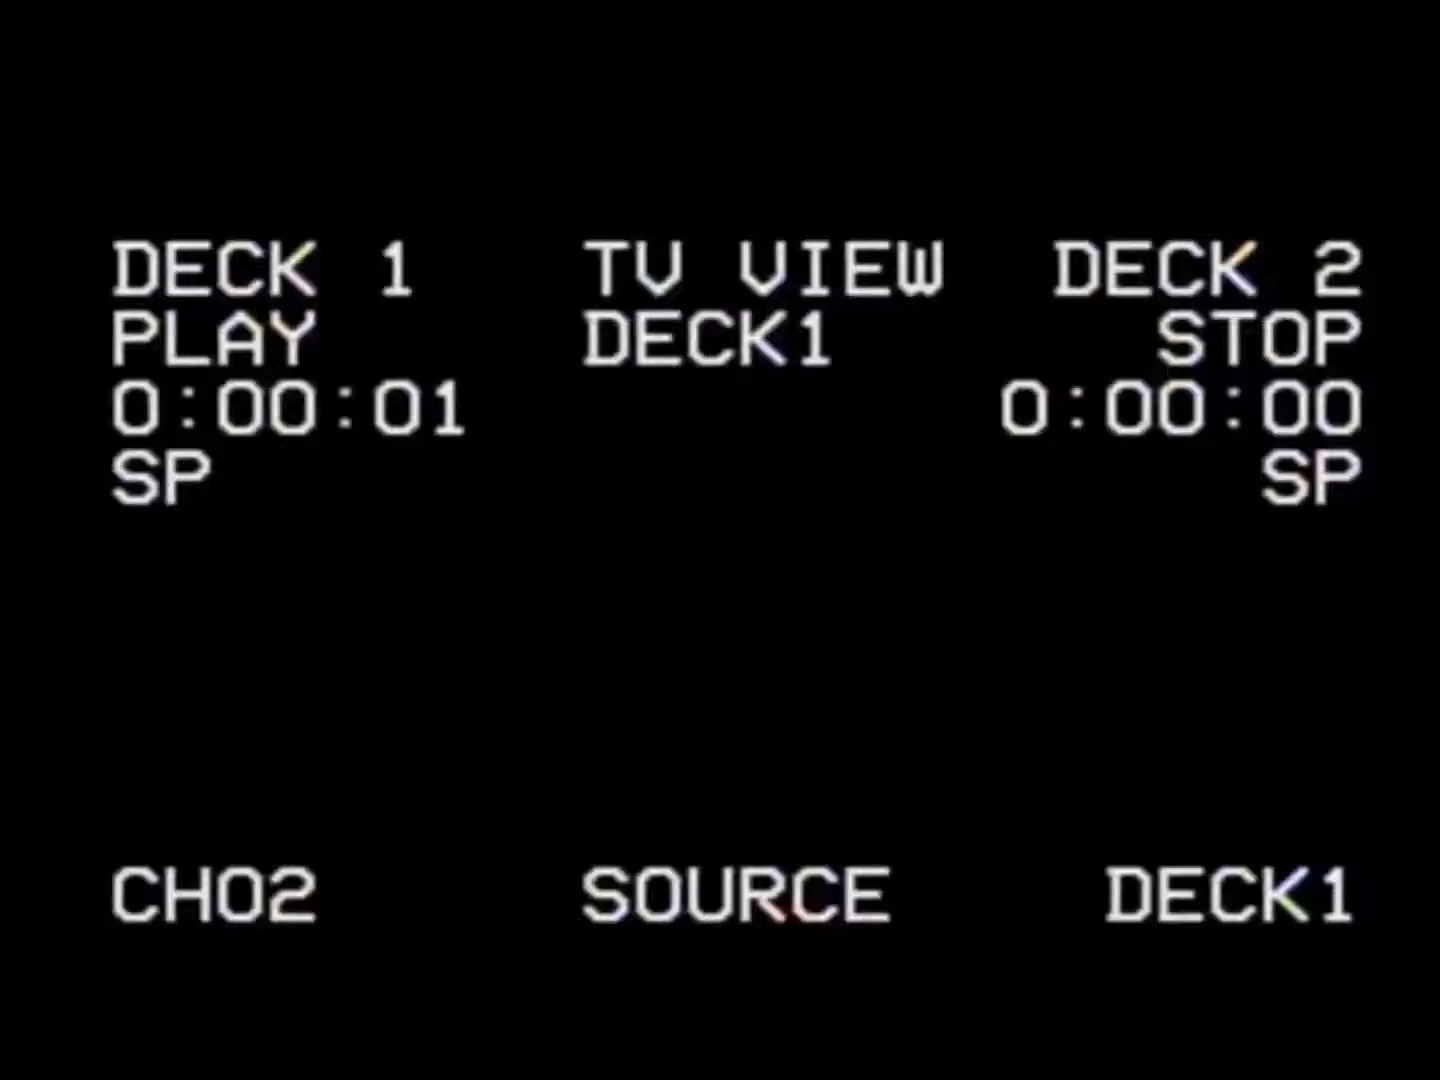 DECK 1 TV VIEW DECK 2
PLAY DECK1 STOP
0:00:01 0:00:00
SP SP
CH02 SOURCE DECK1